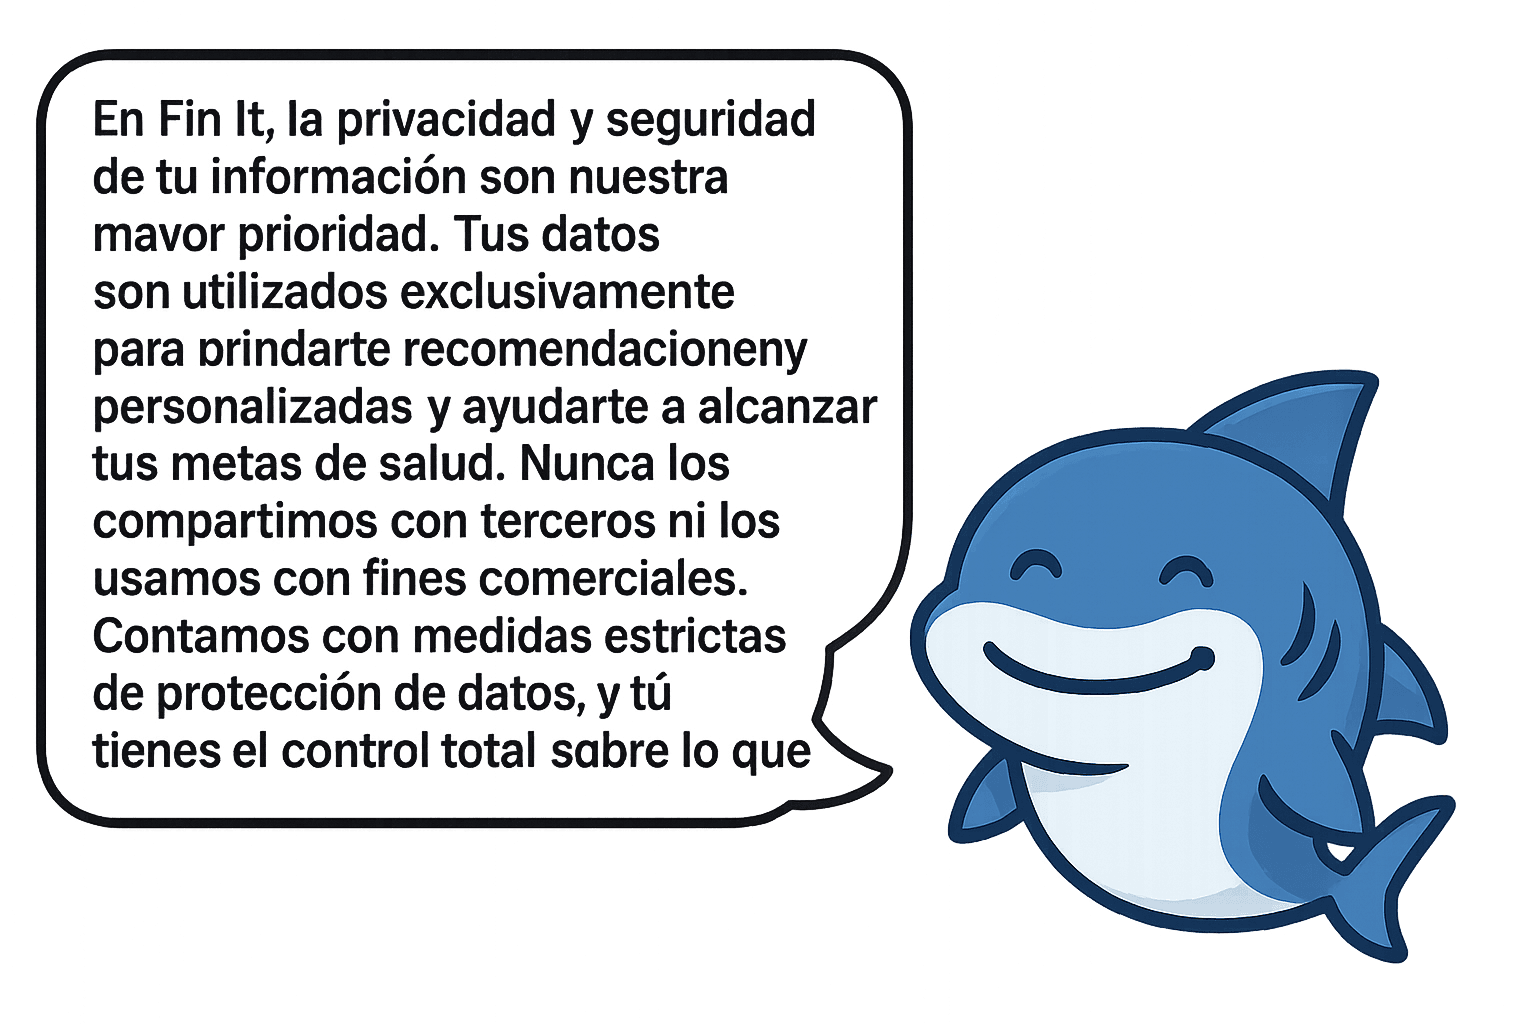 En Fin It, la privacidad y seguridad
de tu información son nuestra
mavor prioridad. Tus datos
son utilizados exclusivamente
para prindarte recomendacioneny
personalizadas y ayudarte a alcanzar
tus metas de salud. Nunca los
compartimos con terceros ni los
usamos con fines comerciales.
Contamos con medidas estrictas
de protección de datos, y tú
tienes el control total sabre lo que